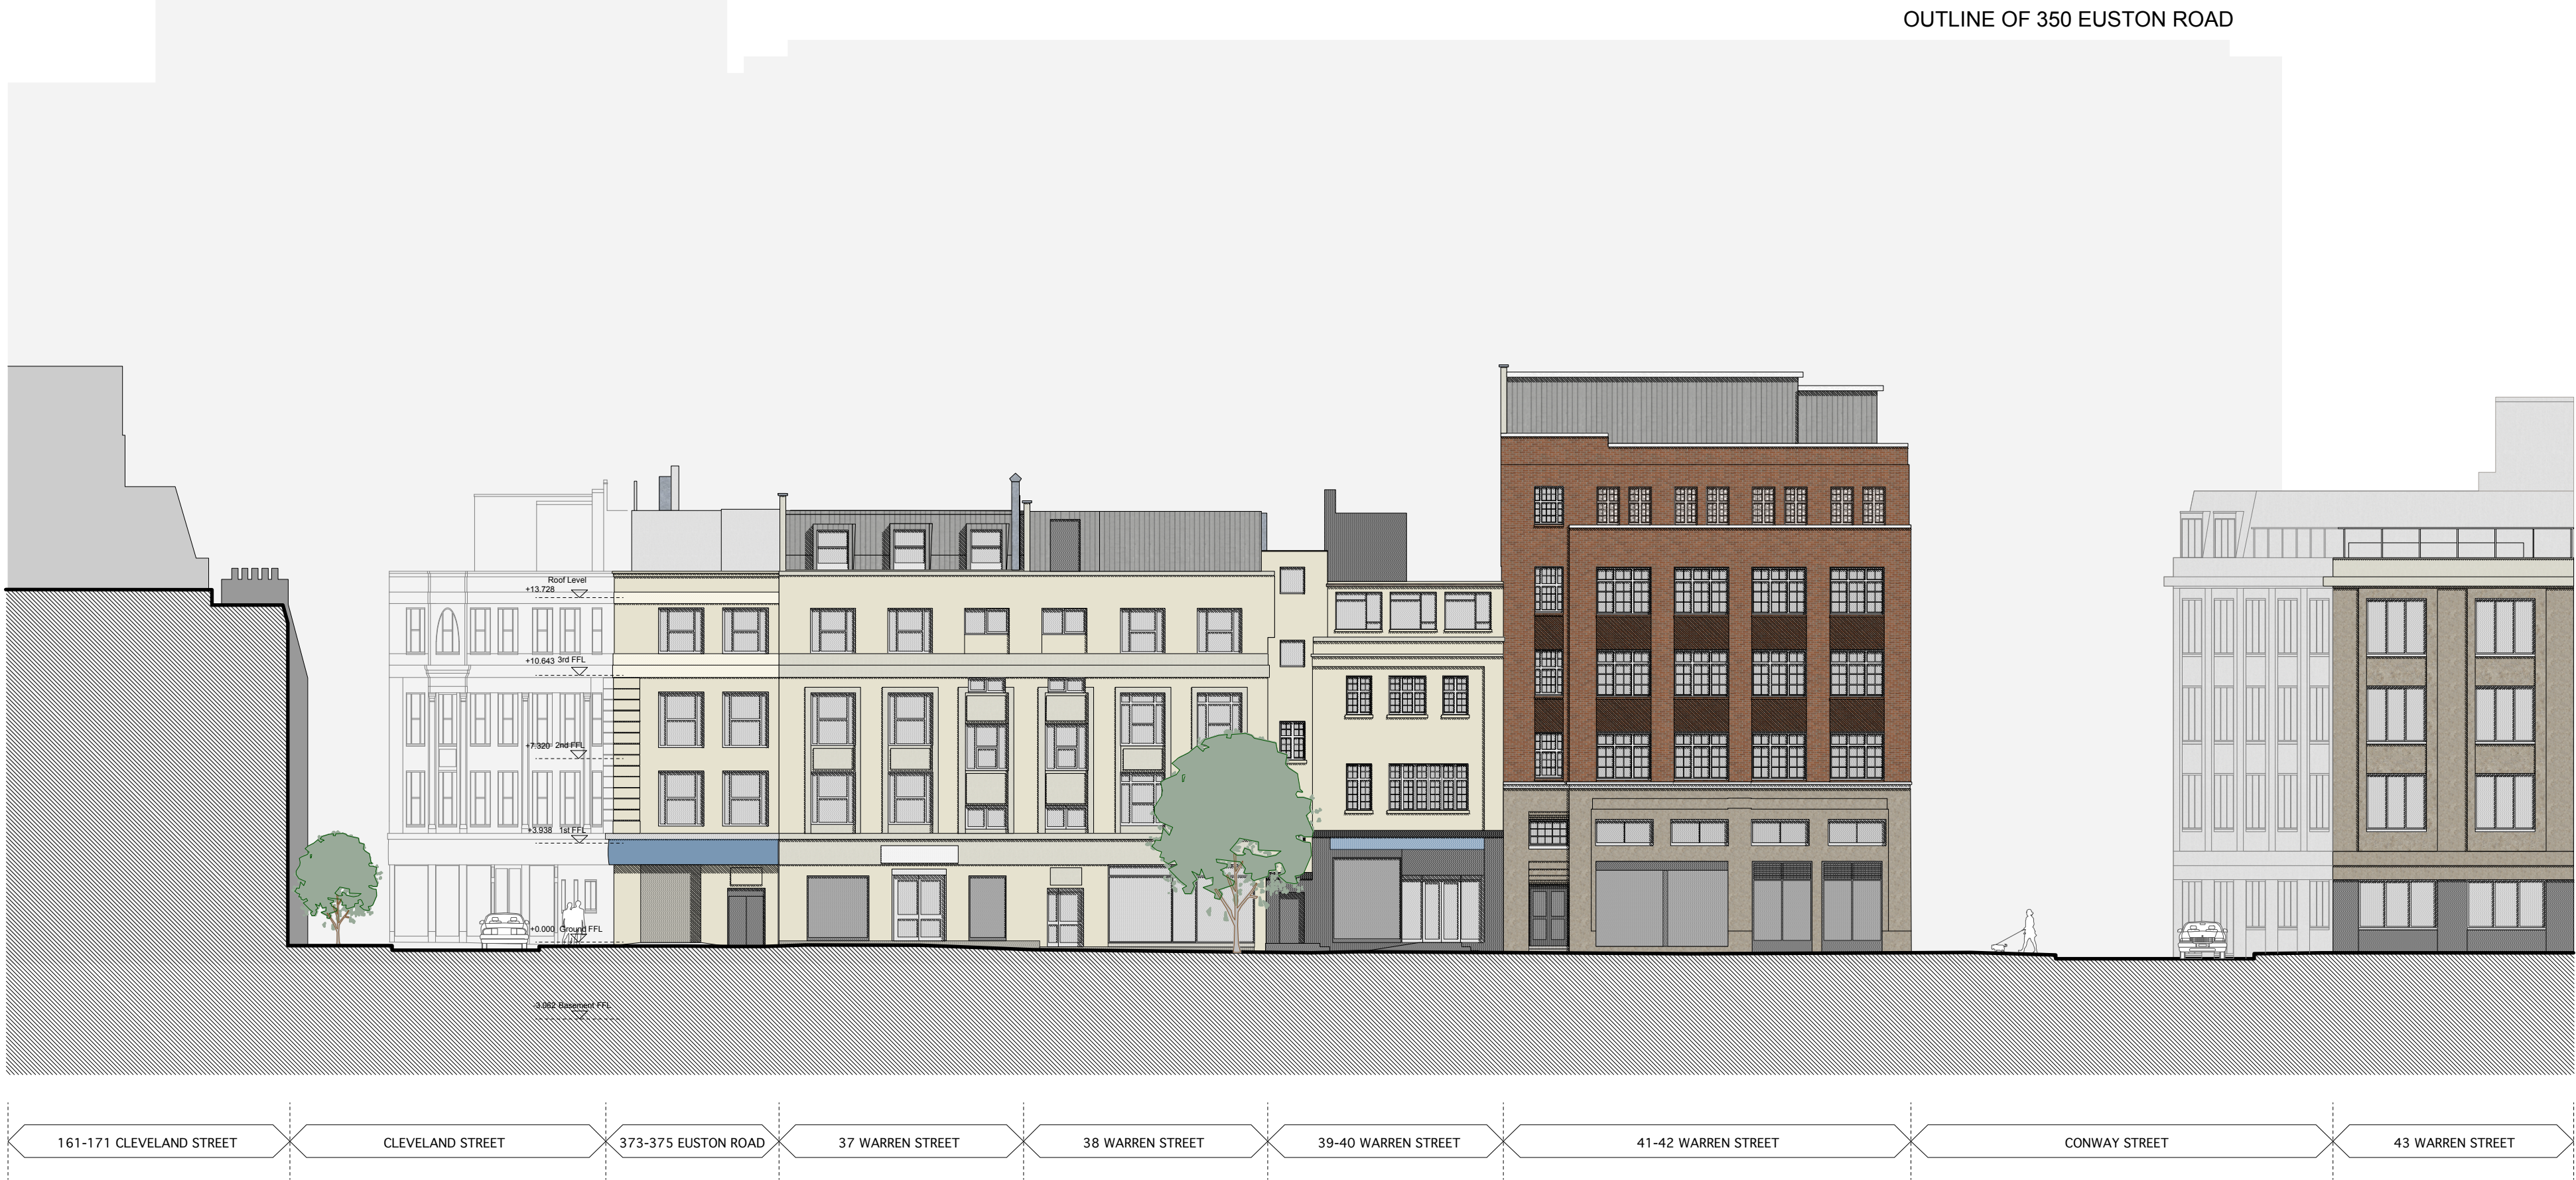 OUTLINE OF 350 EUSTON ROAD
Roof Level
+13.728
+10.643 3rd FFL
+7.320 2nd FFL
+3.938 1st FFL
+0.000 Ground FFL
-3.062 Basement FFL
161-171 CLEVELAND STREET
CLEVELAND STREET
373-375 EUSTON ROAD
37 WARREN STREET
38 WARREN STREET
39-40 WARREN STREET
41-42 WARREN STREET
CONWAY STREET
43 WARREN STREET